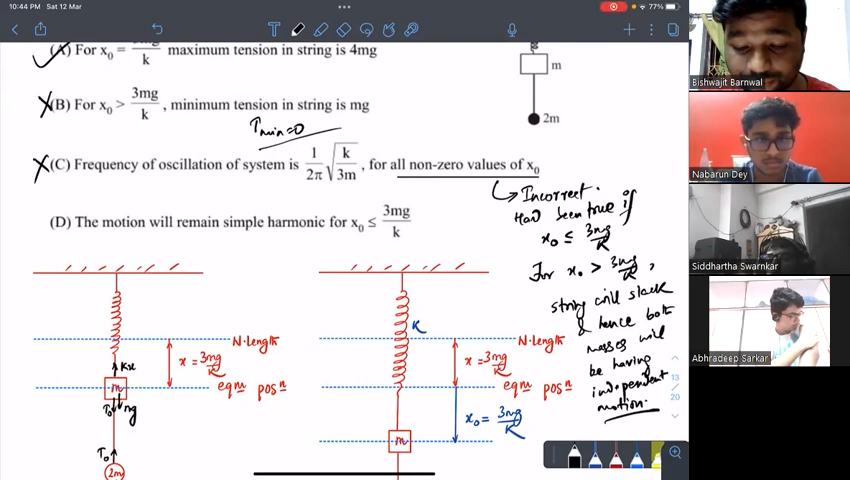 10:44 PM Sat 12 Mar
77%
(A) For x₀ = 3mg/k maximum tension in string is 4mg
(B) For x₀ > 3mg/k, minimum tension in string is mg
Tmin=0
(C) Frequency of oscillation of system is 1/2π √k/3m, for all non-zero values of x₀
(D) The motion will remain simple harmonic for x₀ ≤ 3mg/k
m
2m
Incorrect.
Had been true if
x₀ ≤ 3mg/K
For x₀ > 3mg/K,
string will slack
& hence both
masses will
be having
independent
motion.
N.length
x = 3mg/K
Kx
eqm posn
m
T₀ mg
T₀
2m
K
N.length
x = 3mg/K
eqm posn
x₀ = 3mg/K
m
13
20
Bishwajit Barnwal
Nabarun Dey
Siddhartha Swarnkar
Abhradeep Sarkar